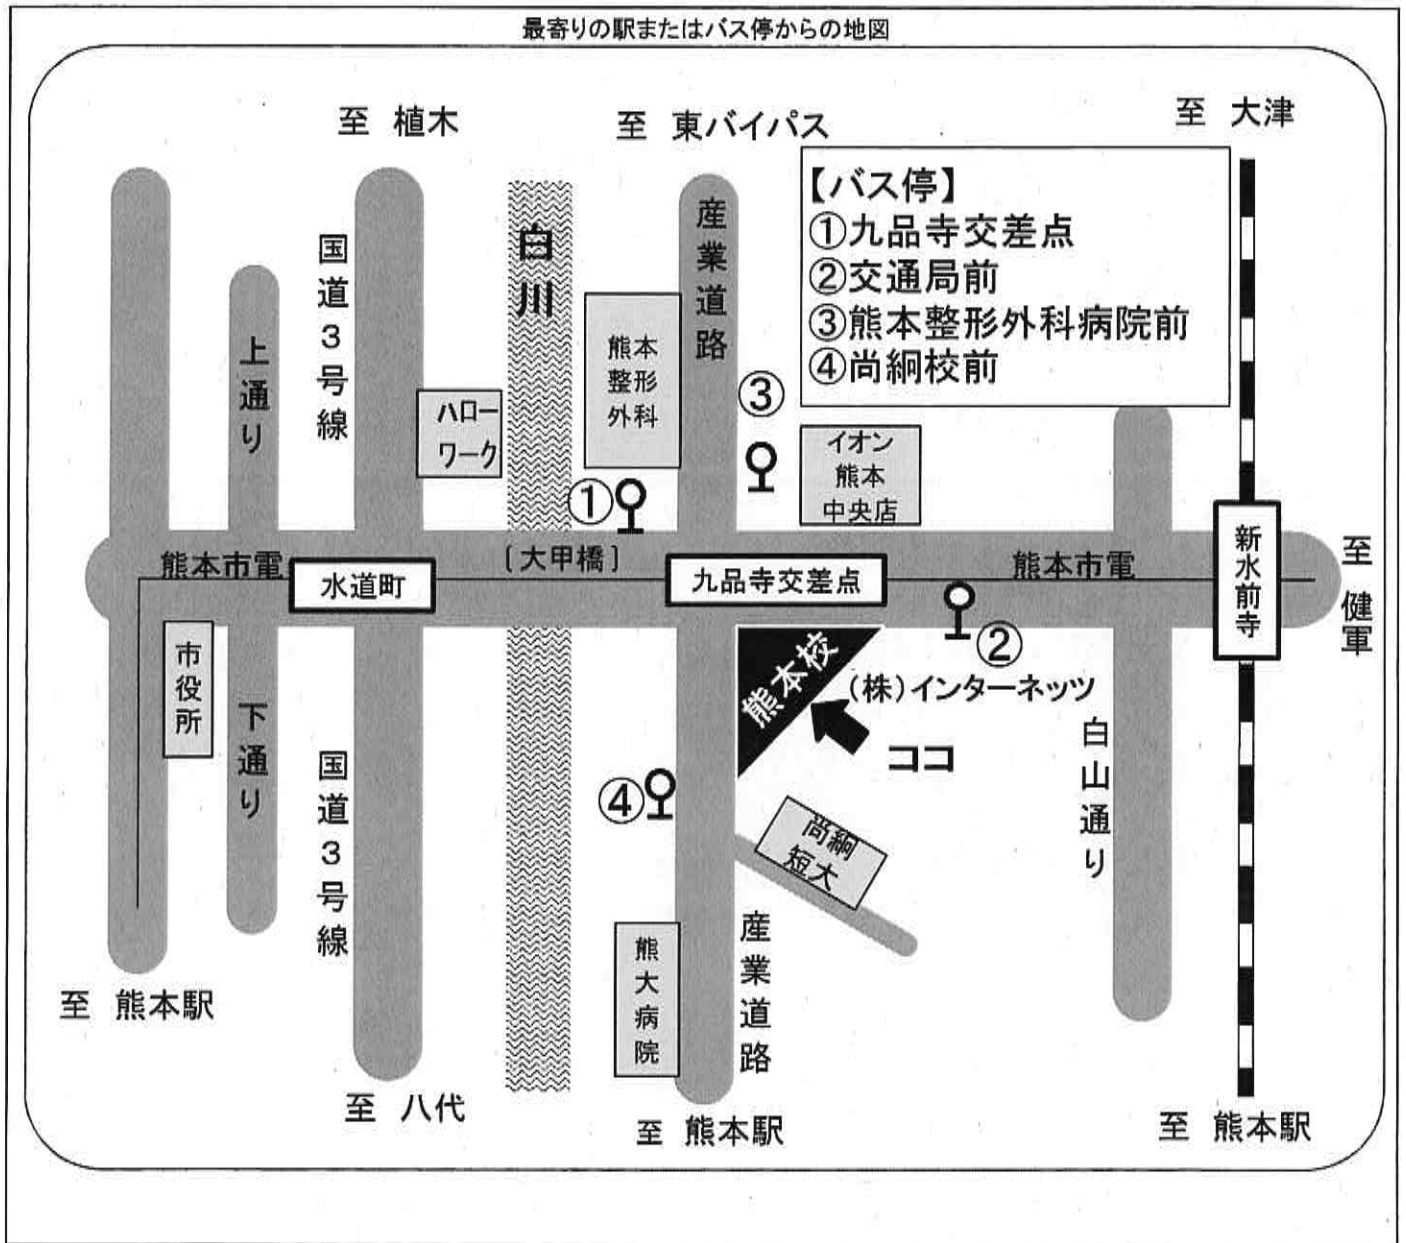 最寄りの駅またはバス停からの地図
至 植木
至 東バイパス
至 大津
【バス停】
①九品寺交差点
②交通局前
③熊本整形外科病院前
④尚絅校前
国道3号線
上通り
白川
産業道路
熊本
整形
外科
ハロー
ワーク
③
イオン
熊本
中央店
①
熊本市電
水道町
(大甲橋)
九品寺交差点
熊本市電
新水前寺
至 健軍
市役所
下通り
国道3号線
熊本校
②
(株)インターネッツ
ココ
白山通り
④
尚絅
短大
熊大病院
産業道路
至 熊本駅
至 八代
至 熊本駅
至 熊本駅